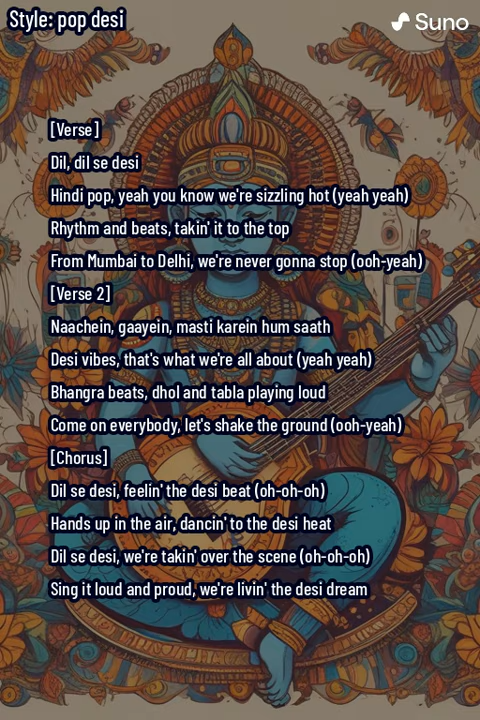 Style: pop desi
Suno
[Verse]
Dil, dil se desi
Hindi pop, yeah you know we're sizzling hot (yeah yeah)
Rhythm and beats, takin' it to the top
From Mumbai to Delhi, we're never gonna stop (ooh-yeah)
[Verse 2]
Naachein, gaayein, masti karein hum saath
Desi vibes, that's what we're all about (yeah yeah)
Bhangra beats, dhol and tabla playing loud
Come on everybody, let's shake the ground (ooh-yeah)
[Chorus]
Dil se desi, feelin' the desi beat (oh-oh-oh)
Hands up in the air, dancin' to the desi heat
Dil se desi, we're takin' over the scene (oh-oh-oh)
Sing it loud and proud, we're livin' the desi dream